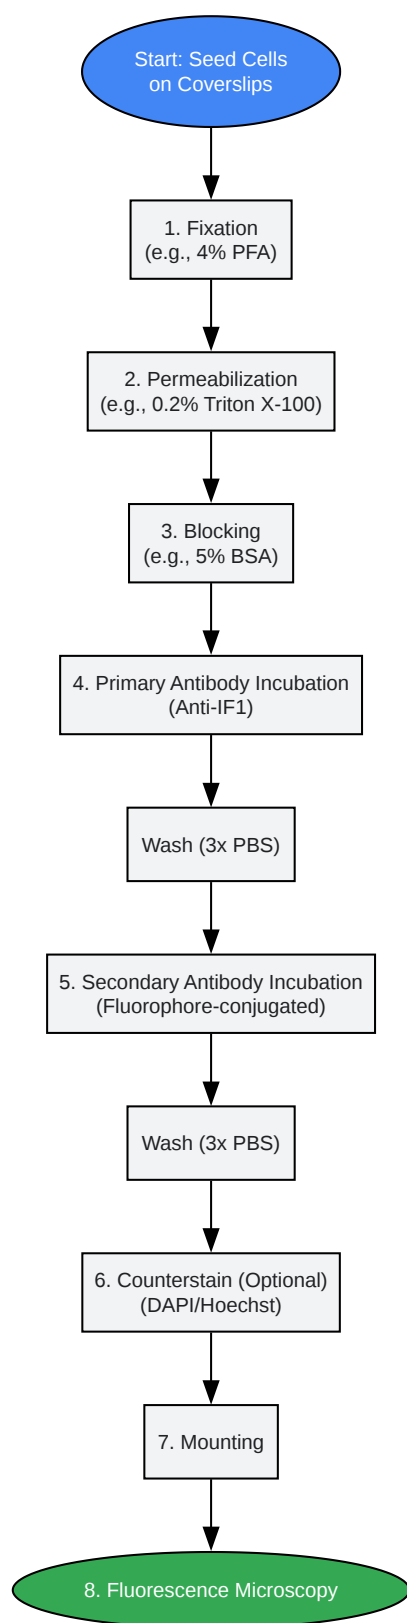 Start: Seed Cells
on Coverslips
1. Fixation
(e.g., 4% PFA)
2. Permeabilization
(e.g., 0.2% Triton X-100)
3. Blocking
(e.g., 5% BSA)
4. Primary Antibody Incubation
(Anti-IF1)
Wash (3x PBS)
5. Secondary Antibody Incubation
(Fluorophore-conjugated)
Wash (3x PBS)
6. Counterstain (Optional)
(DAPI/Hoechst)
7. Mounting
8. Fluorescence Microscopy